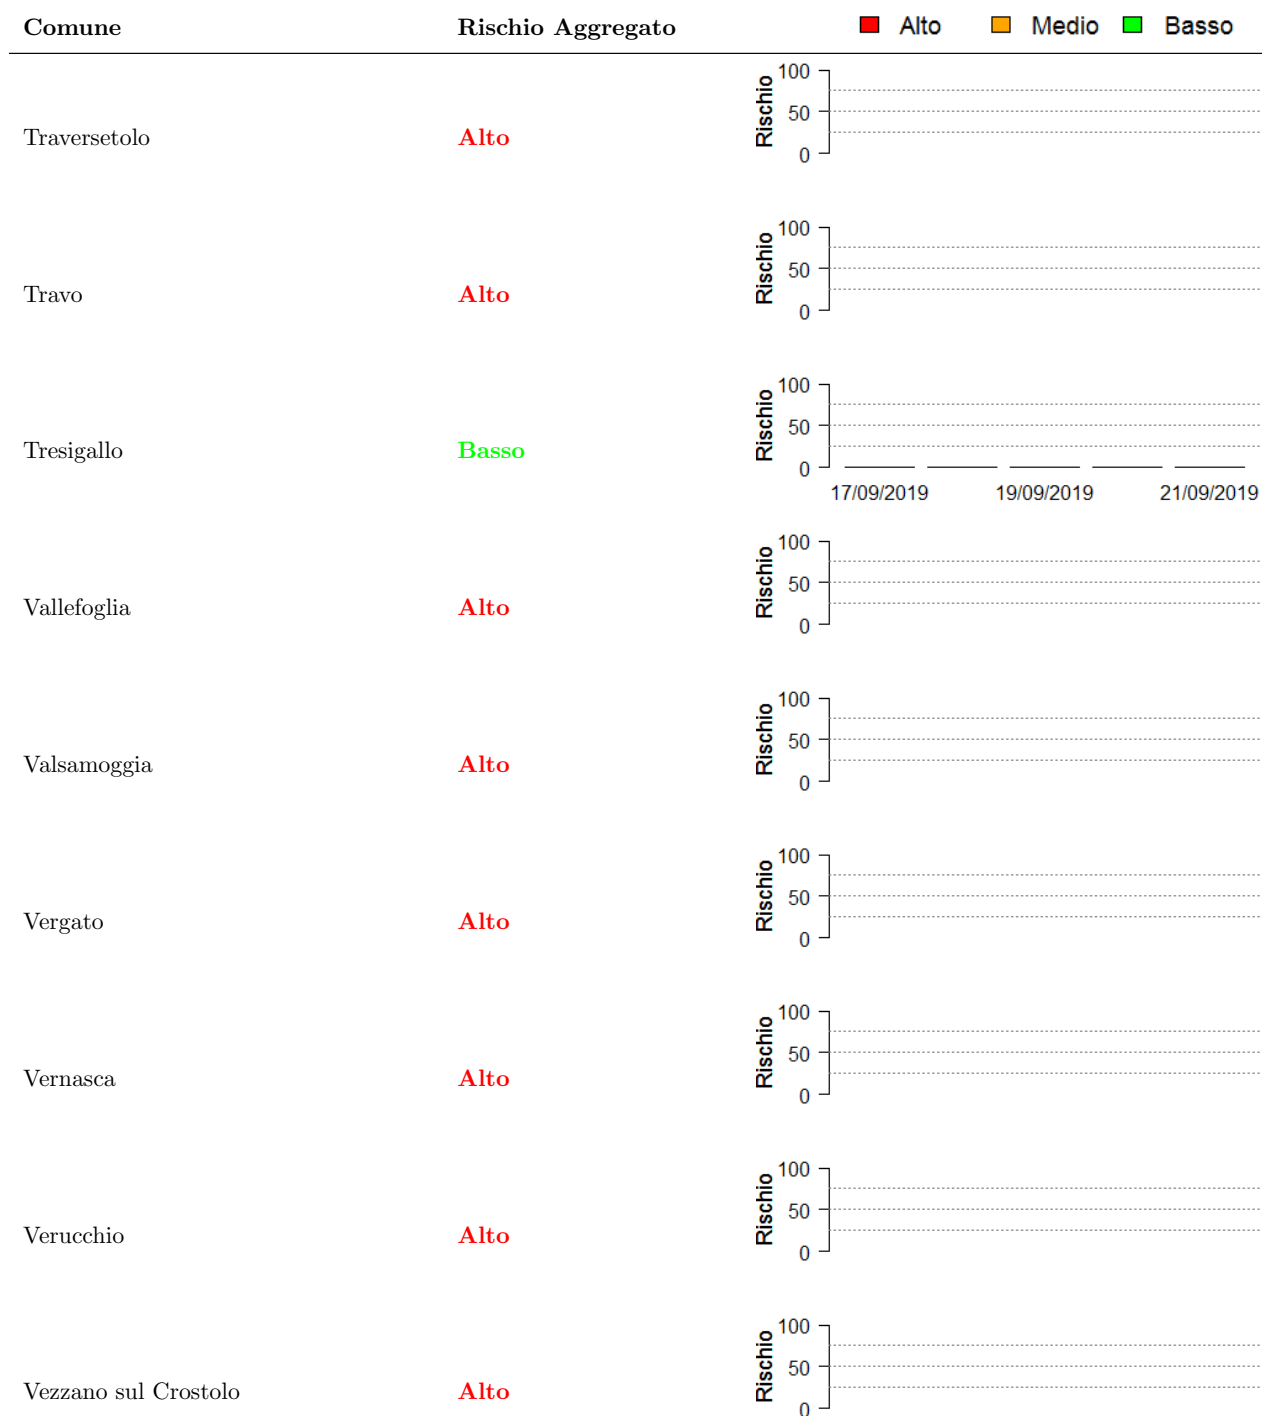 Comune Rischio Aggregato Alto Medio Basso
Traversetolo Alto Rischio 100 50 0
Travo Alto Rischio 100 50 0
Tresigallo Basso Rischio 100 50 0
17/09/2019 19/09/2019 21/09/2019
Vallefoglia Alto Rischio 100 50 0
Valsamoggia Alto Rischio 100 50 0
Vergato Alto Rischio 100 50 0
Vernasca Alto Rischio 100 50 0
Verucchio Alto Rischio 100 50 0
Vezzano sul Crostolo Alto Rischio 100 50 0